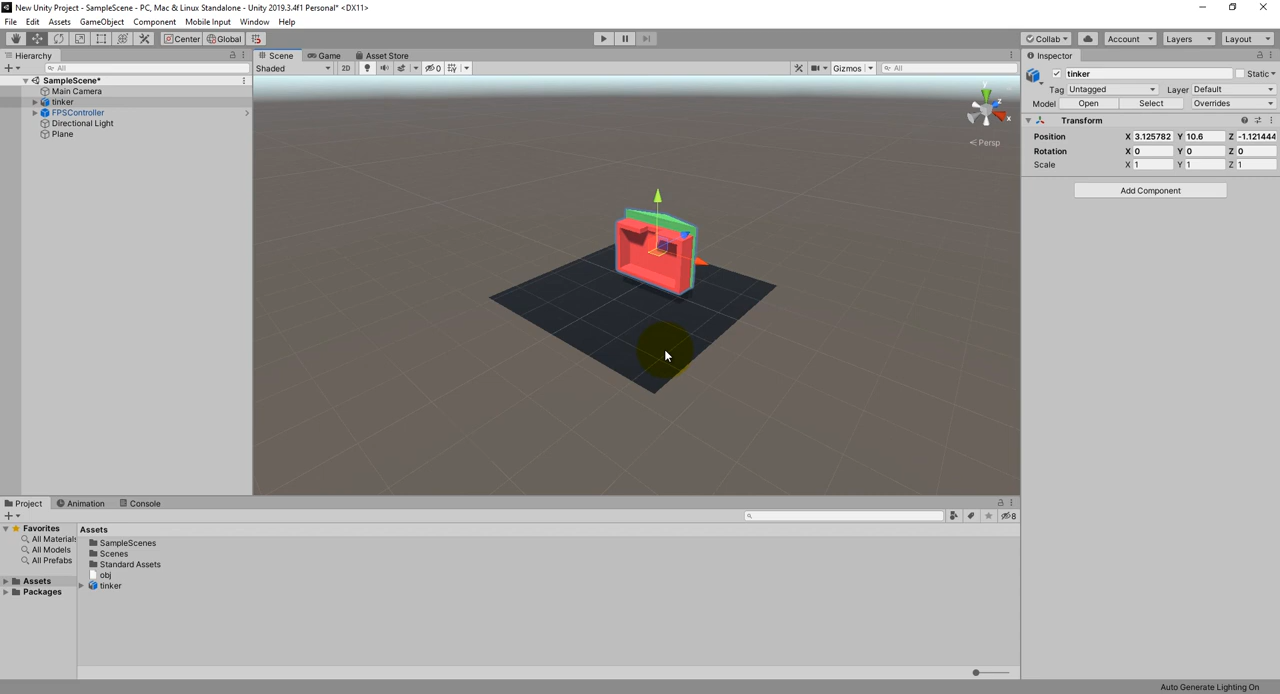 New Unity Project - SampleScene - PC, Mac & Linux Standalone - Unity 2019.3.4f1 Personal* <DX11>
File Edit Assets GameObject Component Mobile Input Window Help
Center Global Collab Account Layers Layout
Hierarchy
All
SampleScene*
Main Camera
tinker
FPSController
Directional Light
Plane
Scene Game Asset Store
Shaded 2D 0 Gizmos All
y
z
x
Persp
Inspector
tinker Static
Tag Untagged Layer Default
Model Open Select Overrides
Transform
Position X 3.125782 Y 10.6 Z -1.121444
Rotation X 0 Y 0 Z 0
Scale X 1 Y 1 Z 1
Add Component
Project Animation Console
8
Favorites
All Materials
All Models
All Prefabs
Assets
Packages
Assets
SampleScenes
Scenes
Standard Assets
obj
tinker
Auto Generate Lighting On